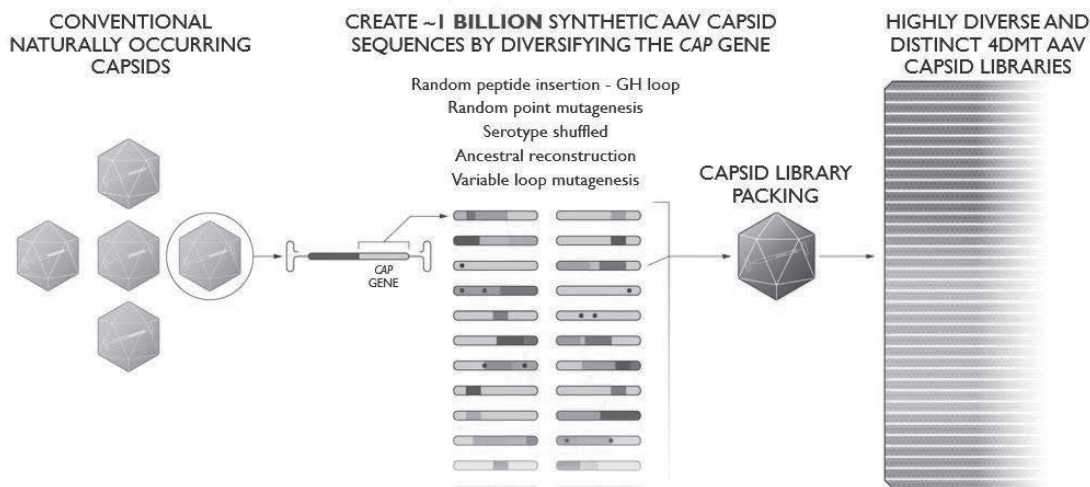 CONVENTIONAL
NATURALLY OCCURRING
CAPSIDS
CREATE ~1 BILLION SYNTHETIC AAV CAPSID
SEQUENCES BY DIVERSIFYING THE CAP GENE
Random peptide insertion - GH loop
Random point mutagenesis
Serotype shuffled
Ancestral reconstruction
Variable loop mutagenesis
CAP
GENE
CAPSID LIBRARY
PACKING
HIGHLY DIVERSE AND
DISTINCT 4DMT AAV
CAPSID LIBRARIES